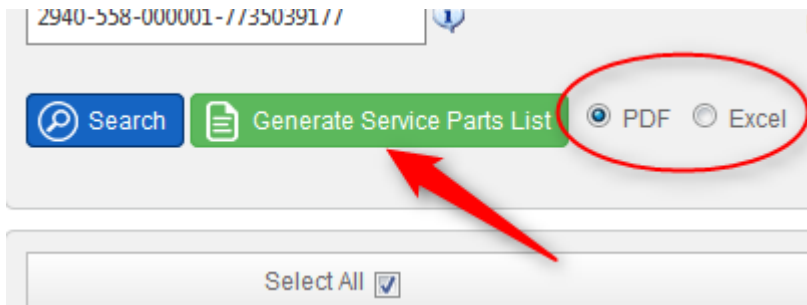 2940-558-000001-7735039177
Search Generate Service Parts List PDF Excel
Select All